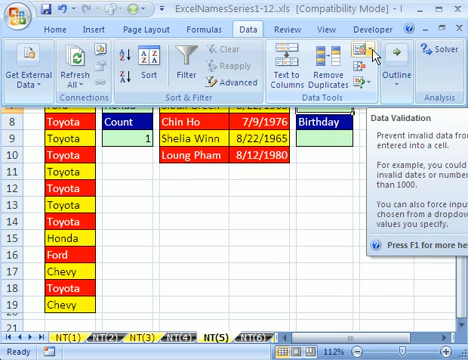 ExcelNamesSeries1-12..xls [Compatibility Mode] -
Home Insert Page Layout Formulas Data Review View Developer
Get External Data
Refresh All
Connections
Sort
Filter
Clear
Reapply
Advanced
Text to Columns
Remove Duplicates
Data Tools
Outline
Solver
Analysis
Sort & Filter
Data Validation
Prevent invalid data from
entered into a cell.
For example, you could
invalid dates or number
than 1000.
You can also force input
chosen from a dropdow
values you specify.
Press F1 for more he
8 Toyota Count Chin Ho 7/9/1976 Birthday
9 Toyota 1 Shelia Winn 8/22/1965
10 Toyota Loung Pham 8/12/1980
11 Toyota
12 Toyota
13 Toyota
14 Toyota
15 Honda
16 Ford
17 Chevy
18 Toyota
19 Chevy
21
NT(1) NT(2) NT(3) NT(4) NT(5) NT(6)
Ready 112%